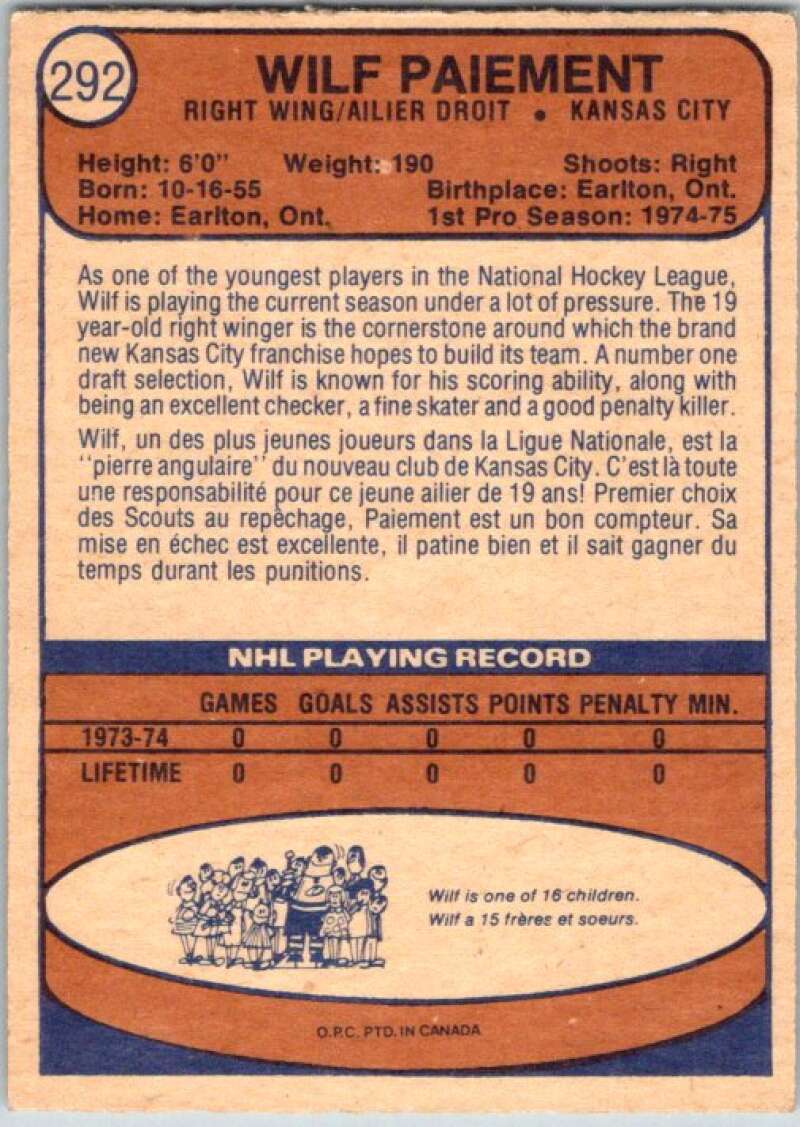 292
WILF PAIEMENT
RIGHT WING/AILIER DROIT • KANSAS CITY
Height: 6'0" Weight: 190 Shoots: Right
Born: 10-16-55 Birthplace: Earlton, Ont.
Home: Earlton, Ont. 1st Pro Season: 1974-75
As one of the youngest players in the National Hockey League,
Wilf is playing the current season under a lot of pressure. The 19
year-old right winger is the cornerstone around which the brand
new Kansas City franchise hopes to build its team. A number one
draft selection, Wilf is known for his scoring ability, along with
being an excellent checker, a fine skater and a good penalty killer.
Wilf, un des plus jeunes joueurs dans la Ligue Nationale, est la
''pierre angulaire'' du nouveau club de Kansas City. C'est là toute
une responsabilité pour ce jeune ailier de 19 ans! Premier choix
des Scouts au repêchage, Paiement est un bon compteur. Sa
mise en échec est excellente, il patine bien et il sait gagner du
temps durant les punitions.
NHL PLAYING RECORD
GAMES GOALS ASSISTS POINTS PENALTY MIN.
1973-74 0 0 0 0 0
LIFETIME 0 0 0 0 0
Wilf is one of 16 children.
Wilf a 15 frères et soeurs.
O.P.C. PTD. IN CANADA